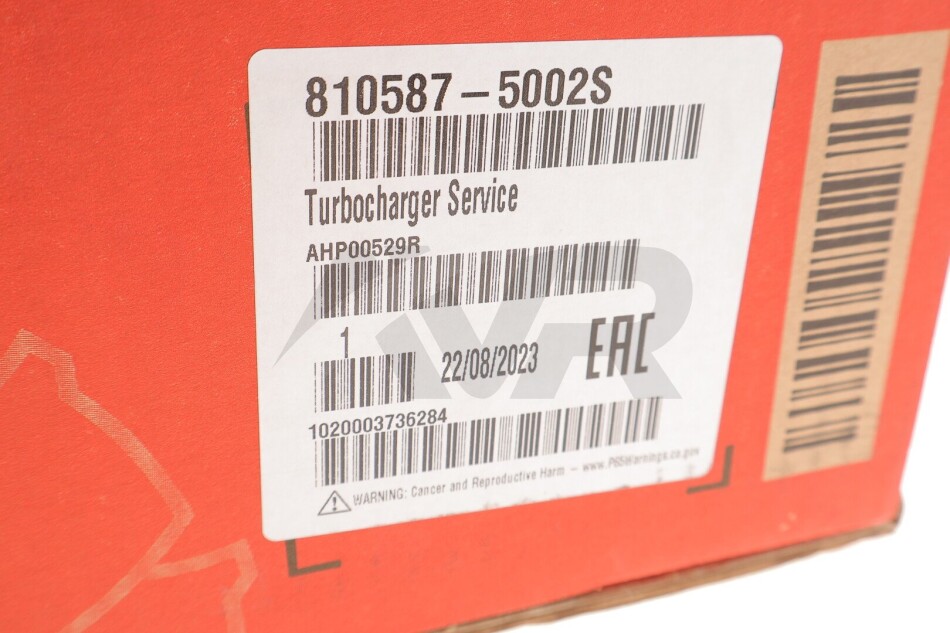 810587-5002S
Turbocharger Service
AHP00529R
1
22/08/2023
EAC
1020003736284
WARNING: Cancer and Reproductive Harm - www.P65Warnings.ca.gov
VR